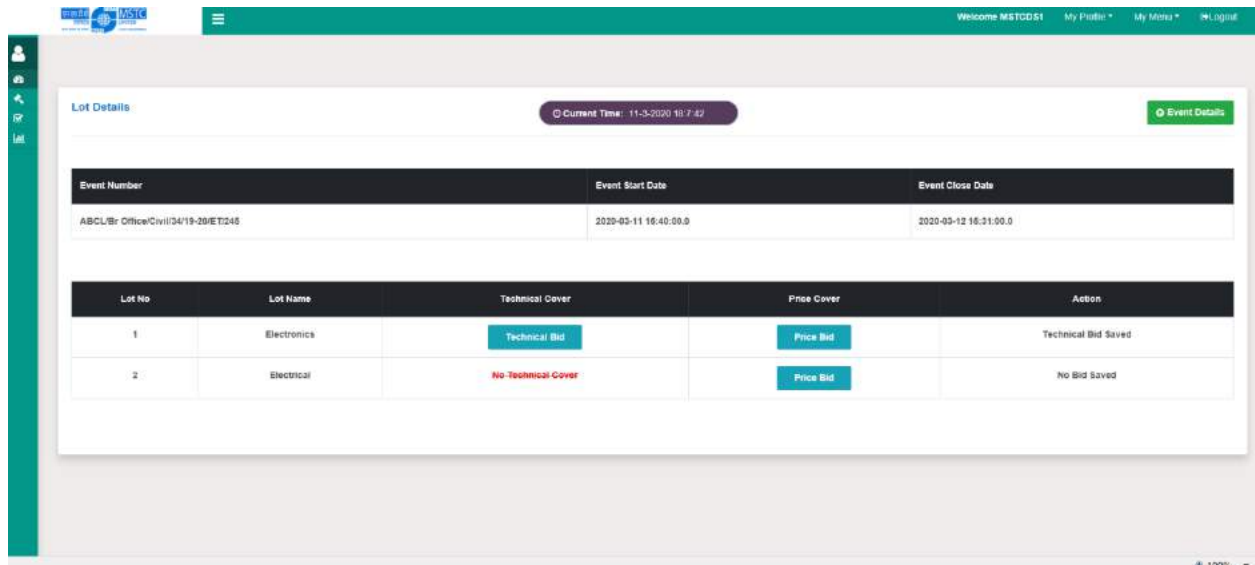 MSTC
Welcome MSTCDS1 My Profile My Menu Logout
Lot Details
Current Time: 11-3-2020 16:7:42
Event Details
Event Number Event Start Date Event Close Date
ABCL/Br Office/Civil/34/19-20/ET/245 2020-03-11 16:40:00.0 2020-03-12 16:31:00.0
Lot No Lot Name Technical Cover Price Cover Action
1 Electronics Technical Bid Price Bid Technical Bid Saved
2 Electrical No Technical Cover Price Bid No Bid Saved
100%